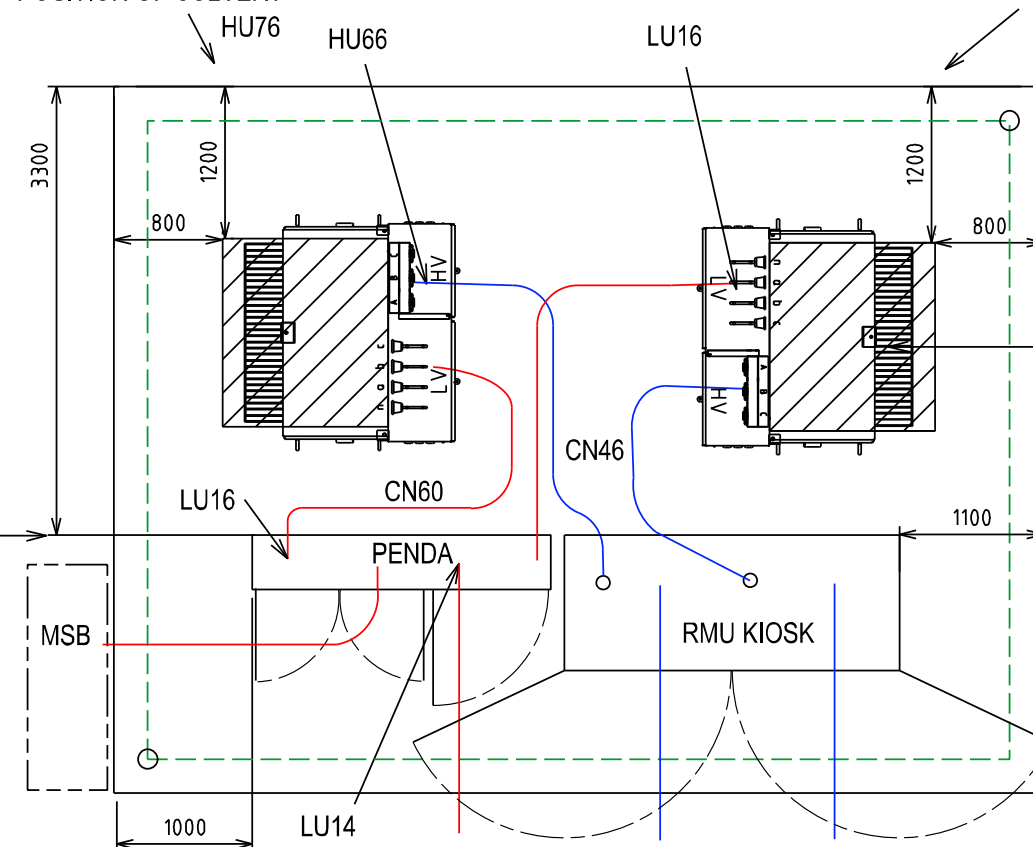 HU76
HU66
LU16
3300
1200
1200
800
800
HV
C
B
A
LV
c
b
a
n
LV
n
a
b
c
HV
A
B
C
CN46
CN60
LU16
1100
PENDA
MSB
RMU KIOSK
1000
LU14